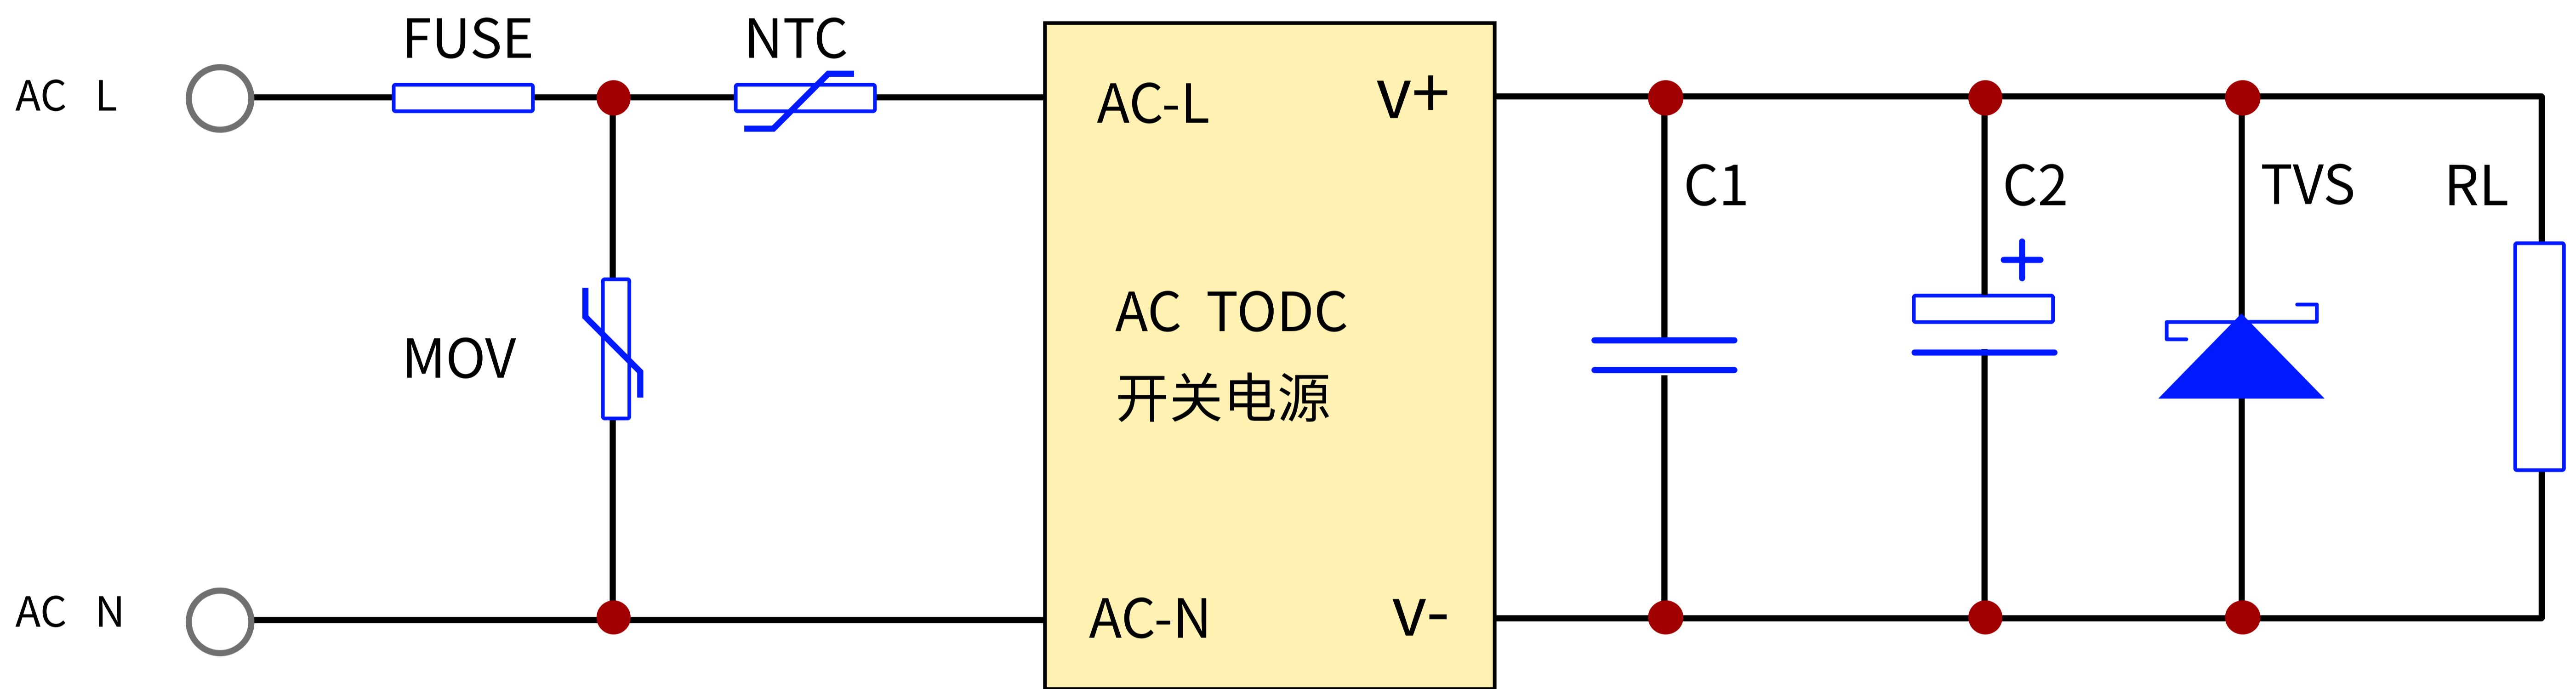 FUSE
NTC
AC L
AC-L
V+
C1
C2
TVS
RL
+
AC TODC
MOV
开关电源
AC N
AC-N
V-